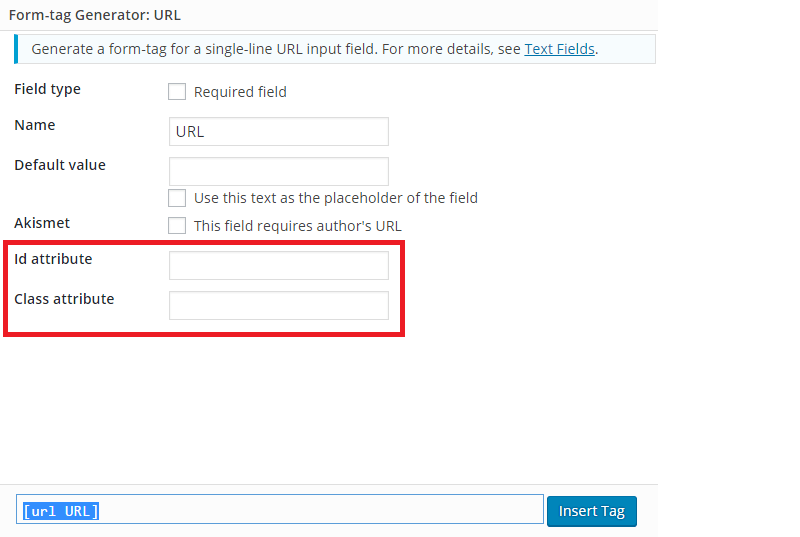 Form-tag Generator: URL
Generate a form-tag for a single-line URL input field. For more details, see Text Fields.
Field type
Required field
Name
URL
Default value
Use this text as the placeholder of the field
Akismet
This field requires author's URL
Id attribute
Class attribute
[url URL]
Insert Tag